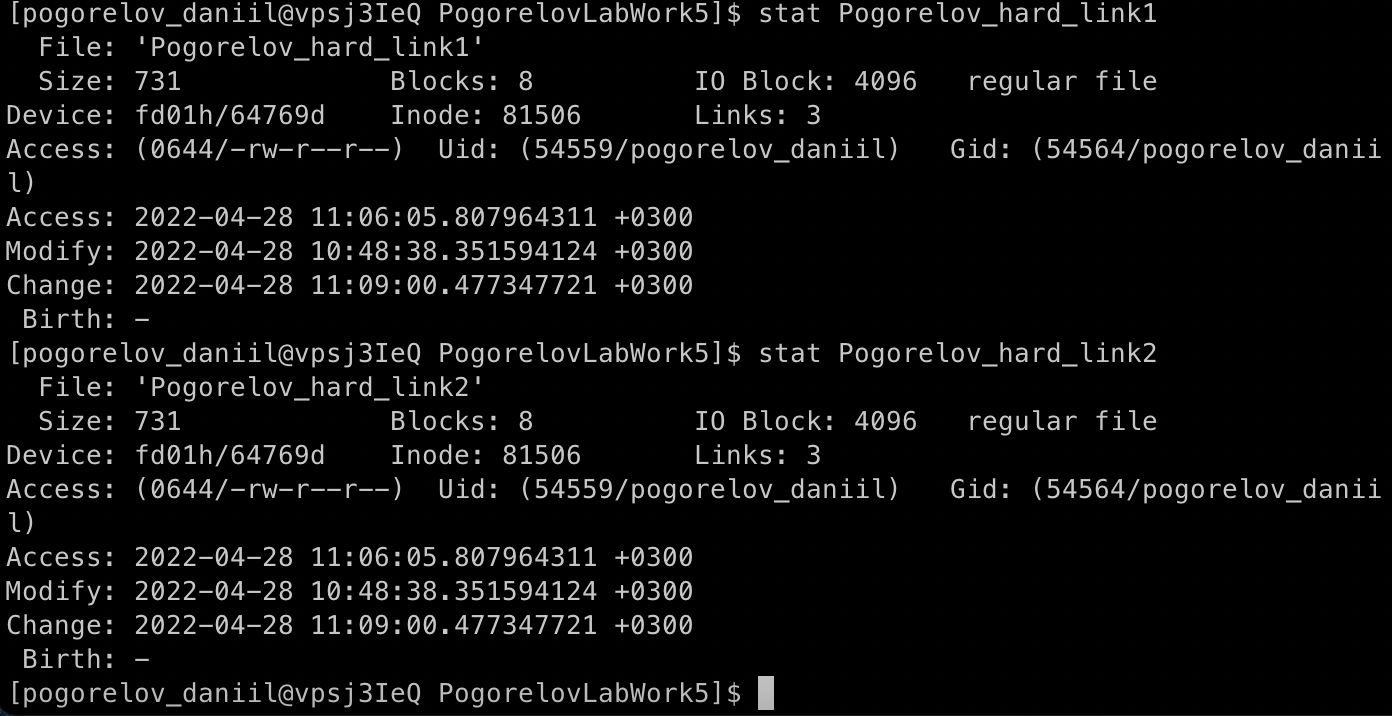 [pogorelov_daniil@vpsj3IeQ PogorelovLabWork5]$ stat Pogorelov_hard_link1
  File: 'Pogorelov_hard_link1'
  Size: 731             Blocks: 8          IO Block: 4096   regular file
Device: fd01h/64769d    Inode: 81506       Links: 3
Access: (0644/-rw-r--r--)  Uid: (54559/pogorelov_daniil)   Gid: (54564/pogorelov_danii
l)
Access: 2022-04-28 11:06:05.807964311 +0300
Modify: 2022-04-28 10:48:38.351594124 +0300
Change: 2022-04-28 11:09:00.477347721 +0300
 Birth: -
[pogorelov_daniil@vpsj3IeQ PogorelovLabWork5]$ stat Pogorelov_hard_link2
  File: 'Pogorelov_hard_link2'
  Size: 731             Blocks: 8          IO Block: 4096   regular file
Device: fd01h/64769d    Inode: 81506       Links: 3
Access: (0644/-rw-r--r--)  Uid: (54559/pogorelov_daniil)   Gid: (54564/pogorelov_danii
l)
Access: 2022-04-28 11:06:05.807964311 +0300
Modify: 2022-04-28 10:48:38.351594124 +0300
Change: 2022-04-28 11:09:00.477347721 +0300
 Birth: -
[pogorelov_daniil@vpsj3IeQ PogorelovLabWork5]$